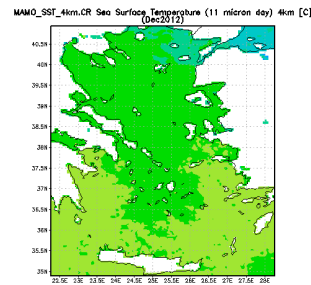 MAMO_SST_4km.CR Sea Surface Temperature (11 micron day) 4km [C]
(Dec2012)
40.5N
40N
39.5N
39N
38.5N
38N
37.5N
37N
36.5N
36N
35.5N
35N
22.5E 23E 23.5E 24E 24.5E 25E 25.5E 26E 26.5E 27E 27.5E 28E